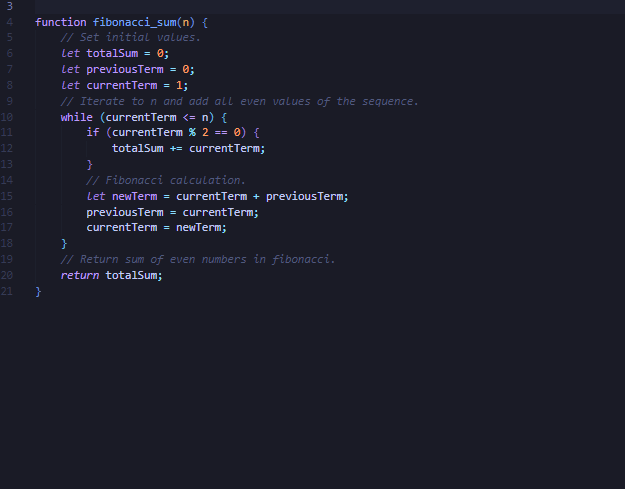 3
4 function fibonacci_sum(n) {
5 // Set initial values.
6 let totalSum = 0;
7 let previousTerm = 0;
8 let currentTerm = 1;
9 // Iterate to n and add all even values of the sequence.
10 while (currentTerm <= n) {
11 if (currentTerm % 2 == 0) {
12 totalSum += currentTerm;
13 }
14 // Fibonacci calculation.
15 let newTerm = currentTerm + previousTerm;
16 previousTerm = currentTerm;
17 currentTerm = newTerm;
18 }
19 // Return sum of even numbers in fibonacci.
20 return totalSum;
21 }